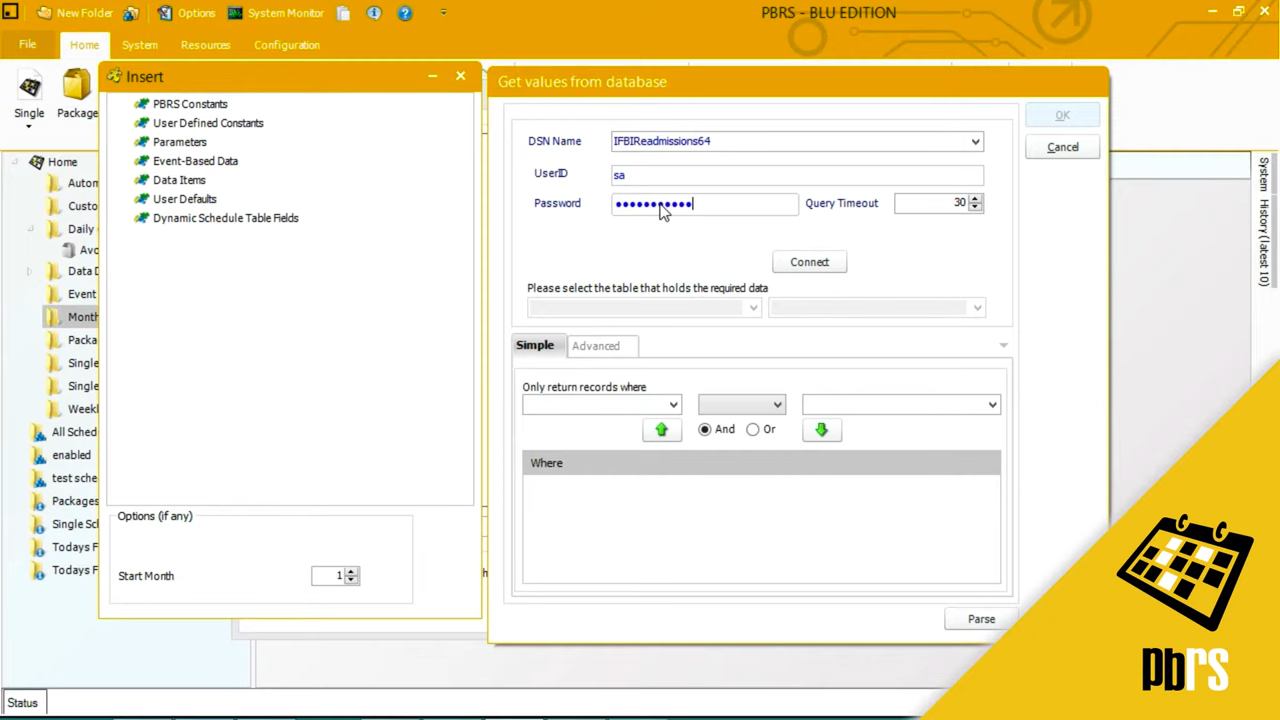 New Folder
Options
System Monitor
PBRS - BLU EDITION
File
Home
System
Resources
Configuration
Single
Package
Insert
PBRS Constants
User Defined Constants
Parameters
Event-Based Data
Data Items
User Defaults
Dynamic Schedule Table Fields
Options (if any)
Start Month
1
Home
Autom
Custo
Daily
Avo
Data D
Event
Month
Packa
Single
Single
Weekl
All Sched
enabled
test sche
Packages
Single Sc
Todays F
Todays F
Status
Get values from database
DSN Name
IFBIReadmissions64
OK
Cancel
UserID
sa
Password
Query Timeout
30
Connect
Please select the table that holds the required data
Simple
Advanced
Only return records where
And
Or
Where
Parse
System History (latest 10)
pbrs